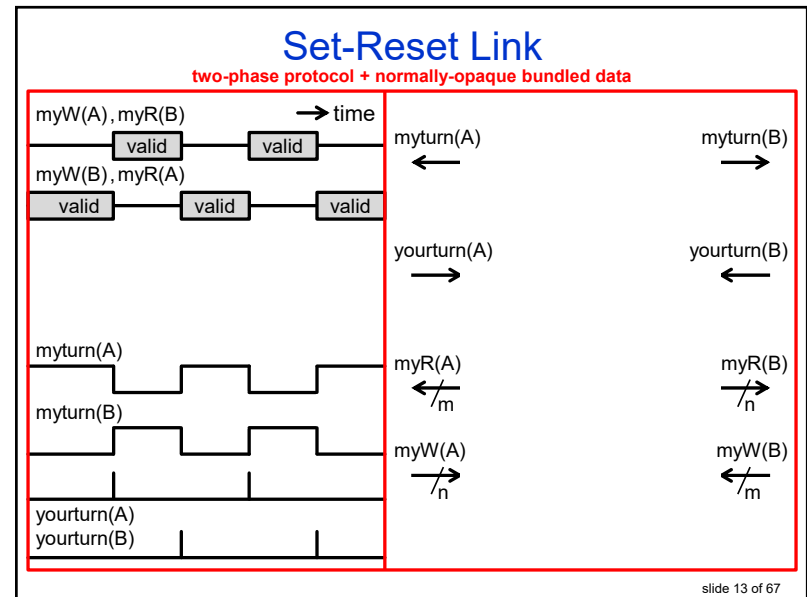 Set-Reset Link
two-phase protocol + normally-opaque bundled data
myW(A), myR(B)
time
valid
valid
myW(B), myR(A)
valid
valid
valid
myturn(A)
myturn(B)
yourturn(A)
yourturn(B)
myturn(A)
myturn(B)
yourturn(A)
yourturn(B)
myR(A)
myR(B)
m
n
myW(A)
myW(B)
n
m
slide 13 of 67